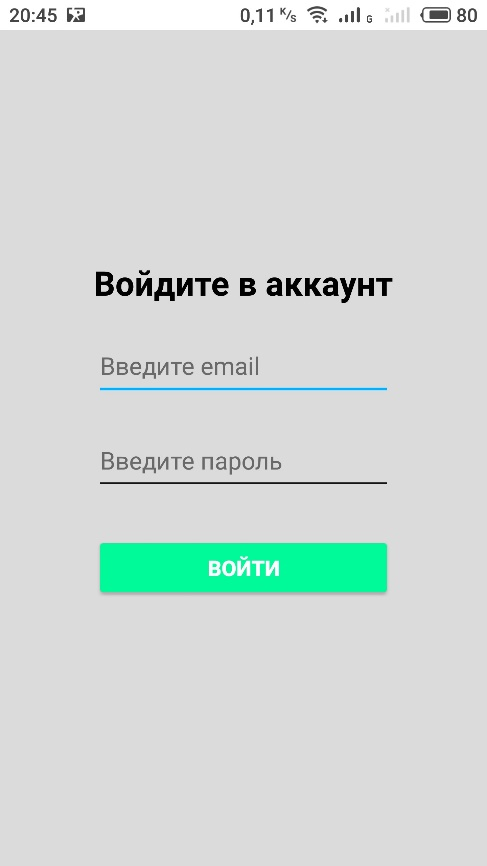 20:45 0,11 K/s G 80
Войдите в аккаунт
Введите email
Введите пароль
ВОЙТИ